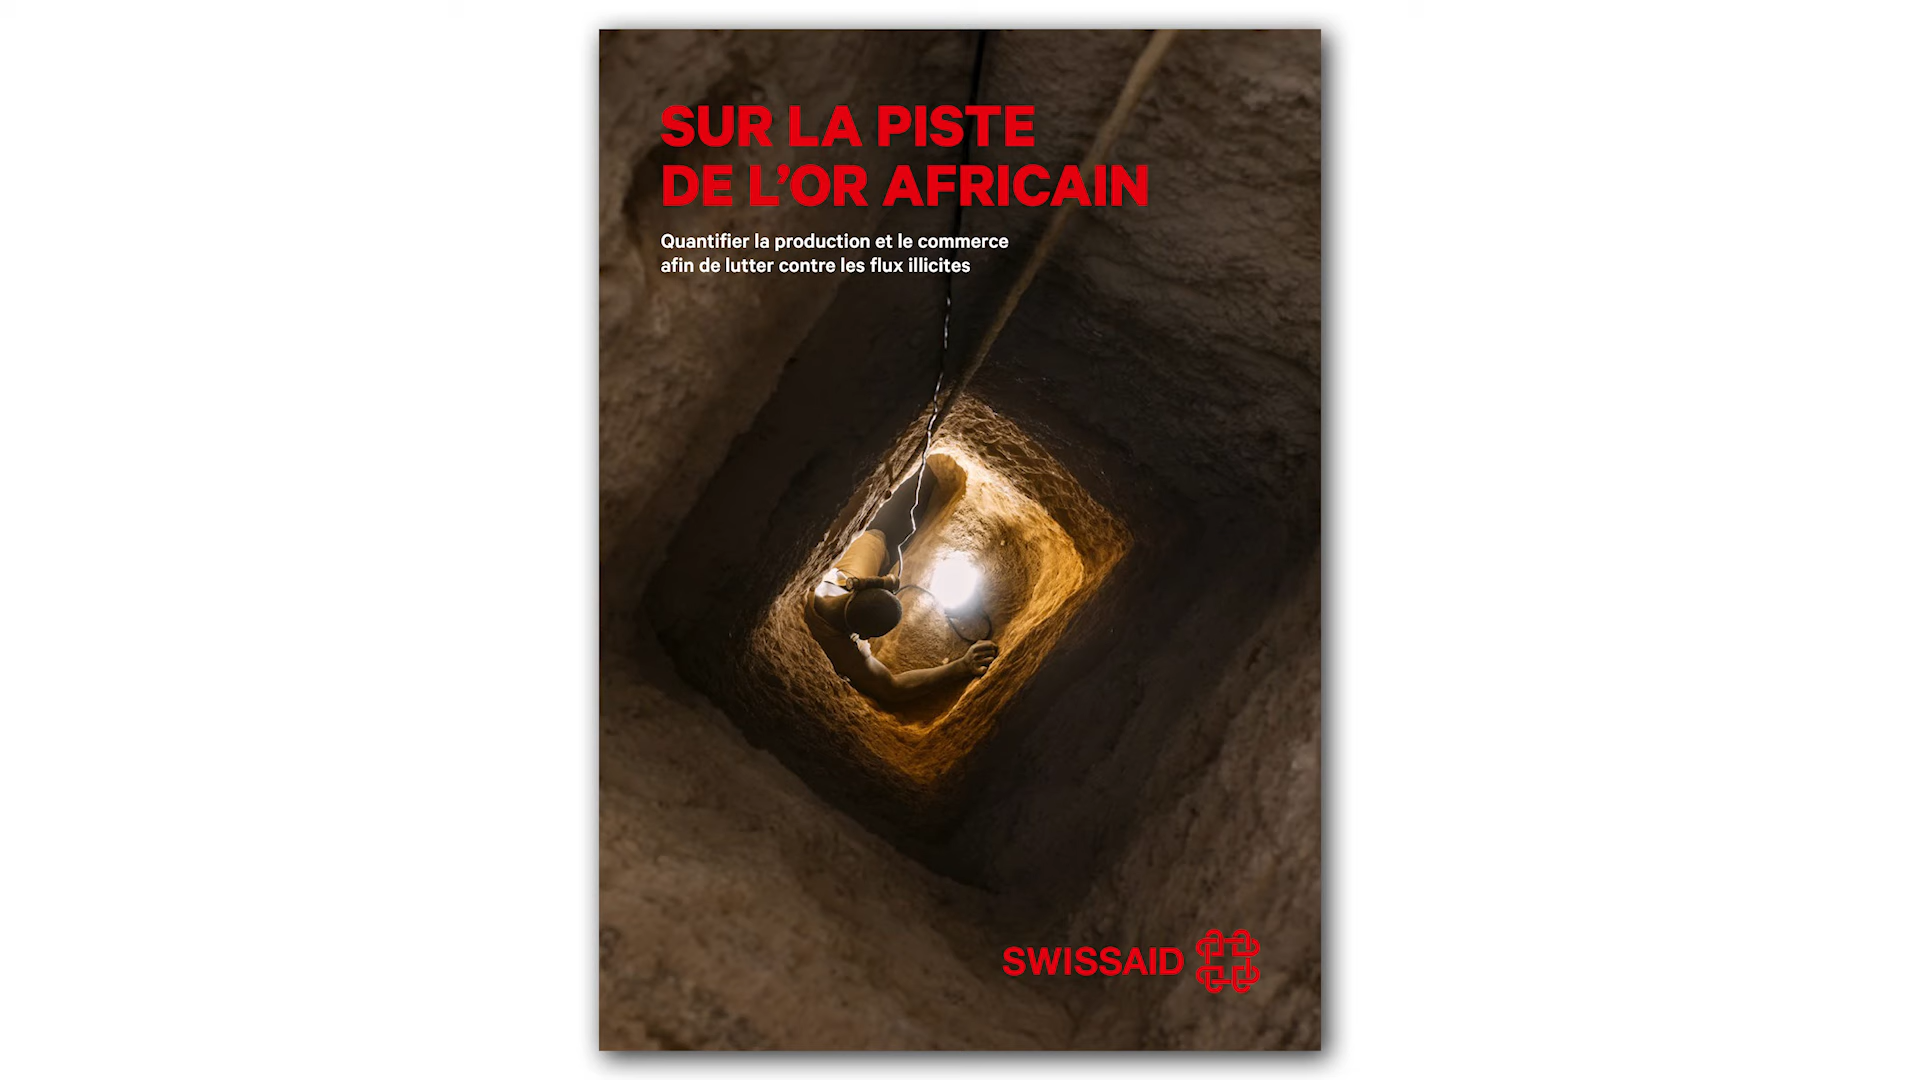 SUR LA PISTE
DE L’OR AFRICAIN
Quantifier la production et le commerce
afin de lutter contre les flux illicites
SWISSAID